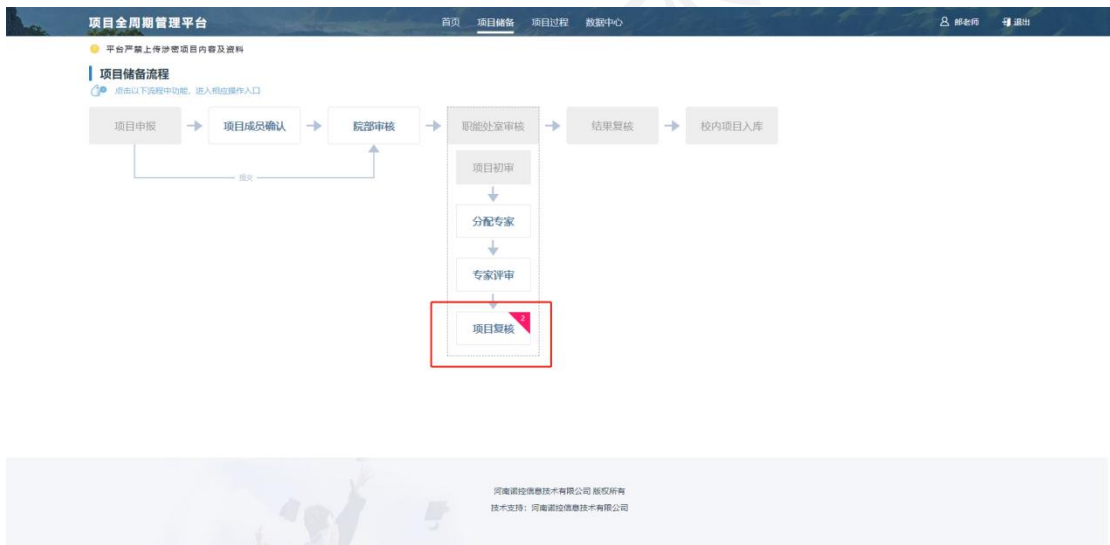 项目全周期管理平台
首页 项目储备 项目过程 数据中心
邮老师 退出
平台严禁上传涉密项目内容及资料
项目储备流程
点击以下流程中功能，进入相应操作入口
项目申报 项目成员确认 院部审核 职能处室审核 结果复核 校内项目入库
提交
项目初审
分配专家
专家评审
项目复核
2
河南诺控信息技术有限公司 版权所有
技术支持：河南诺控信息技术有限公司